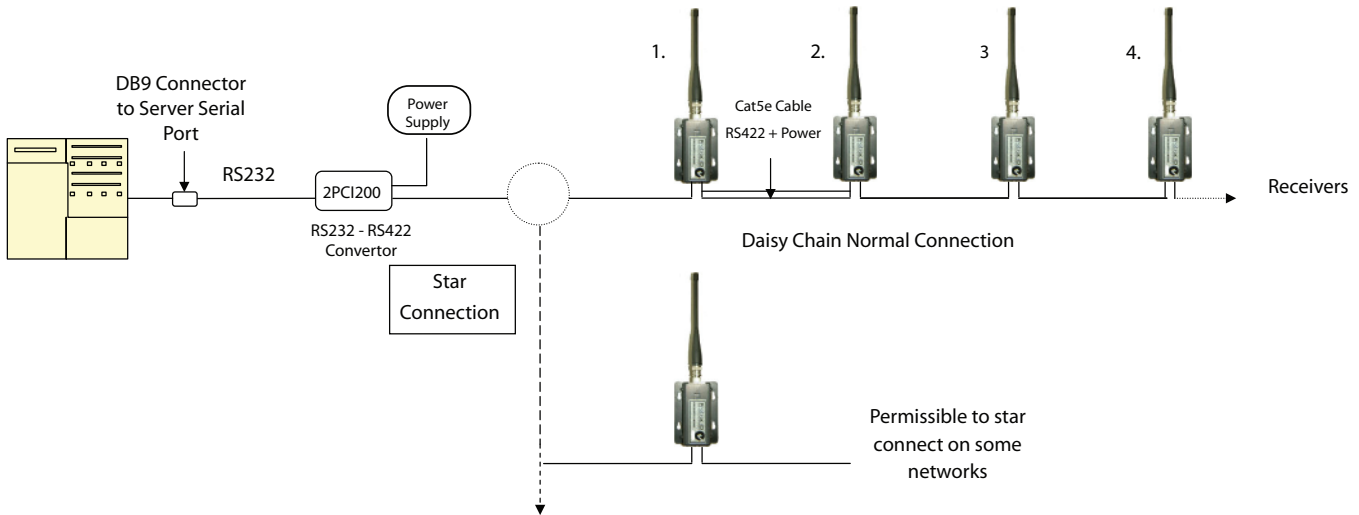 1.
2.
3
4.
DB9 Connector
to Server Serial
Port
Power
Supply
Cat5e Cable
RS422 + Power
RS232
2PCI200
Receivers
RS232 - RS422
Convertor
Daisy Chain Normal Connection
Star
Connection
Permissible to star
connect on some
networks